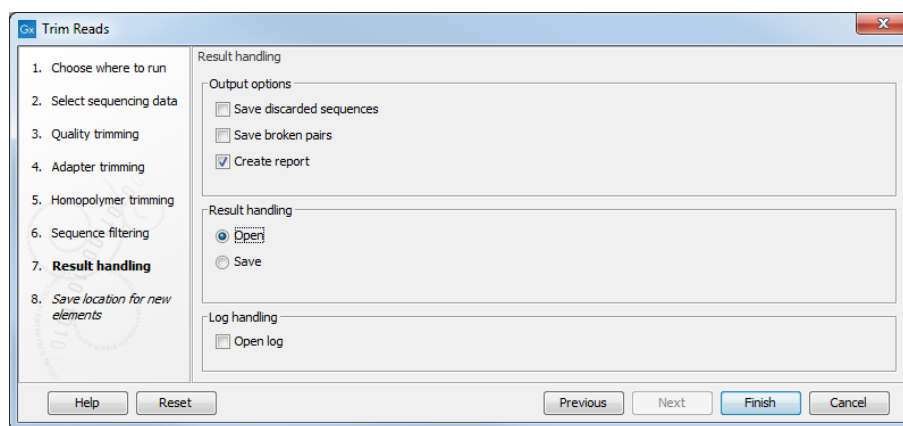 Gx Trim Reads
X
1. Choose where to run
2. Select sequencing data
3. Quality trimming
4. Adapter trimming
5. Homopolymer trimming
6. Sequence filtering
7. Result handling
8. Save location for new
elements
Result handling
Output options
Save discarded sequences
Save broken pairs
Create report
Result handling
Open
Save
Log handling
Open log
Help Reset Previous Next Finish Cancel